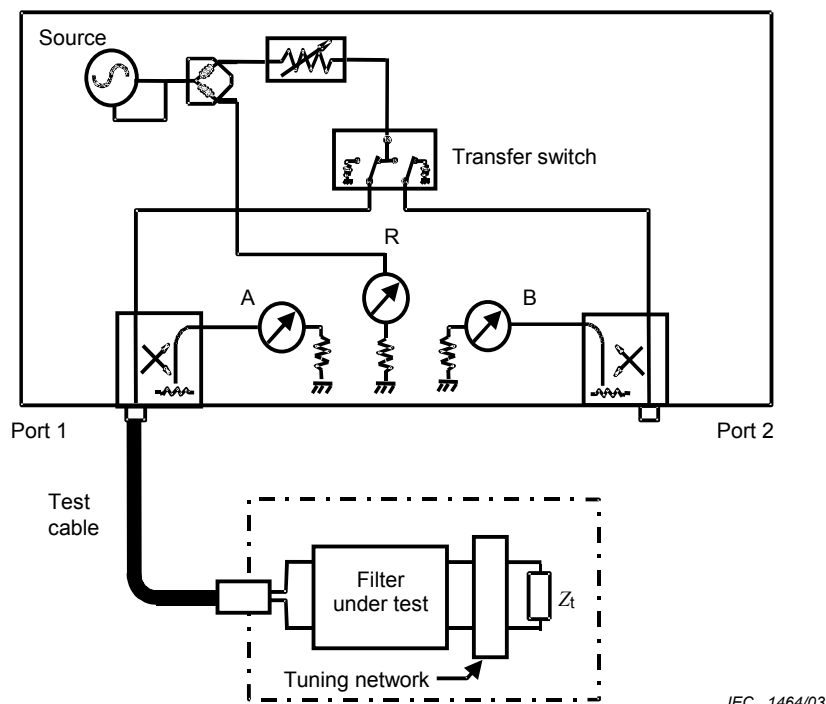 Source
Transfer switch
R
A
B
Port 1
Port 2
Test
cable
Filter
under test
Zt
Tuning network
IEC 1464/03